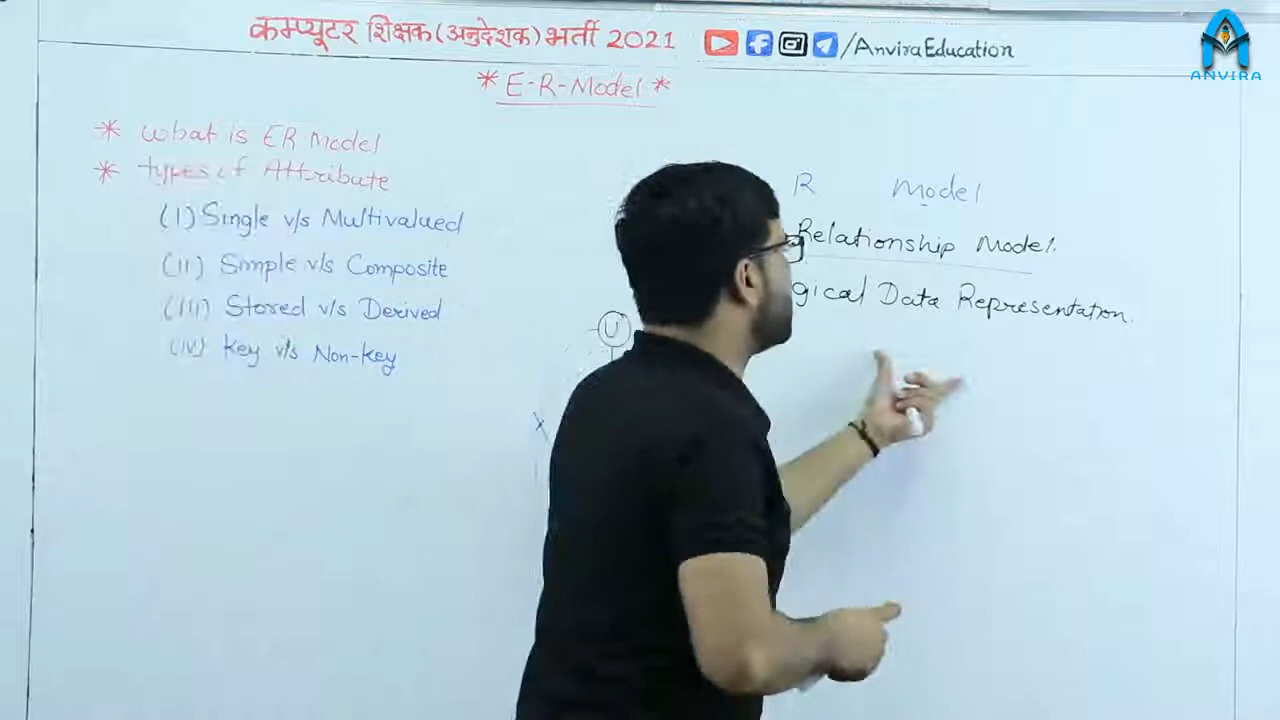 कम्प्यूटर शिक्षक (अनुदेशक) भर्ती 2021 /AnviraEducation
ANVIRA
* E-R-Model *
* What is ER Model
* types of Attribute
(I) Single v/s Multivalued
(II) Simple v/s Composite
(III) Stored v/s Derived
(IV) Key v/s Non-key
R Model
Relationship Model.
gical Data Representation.
U